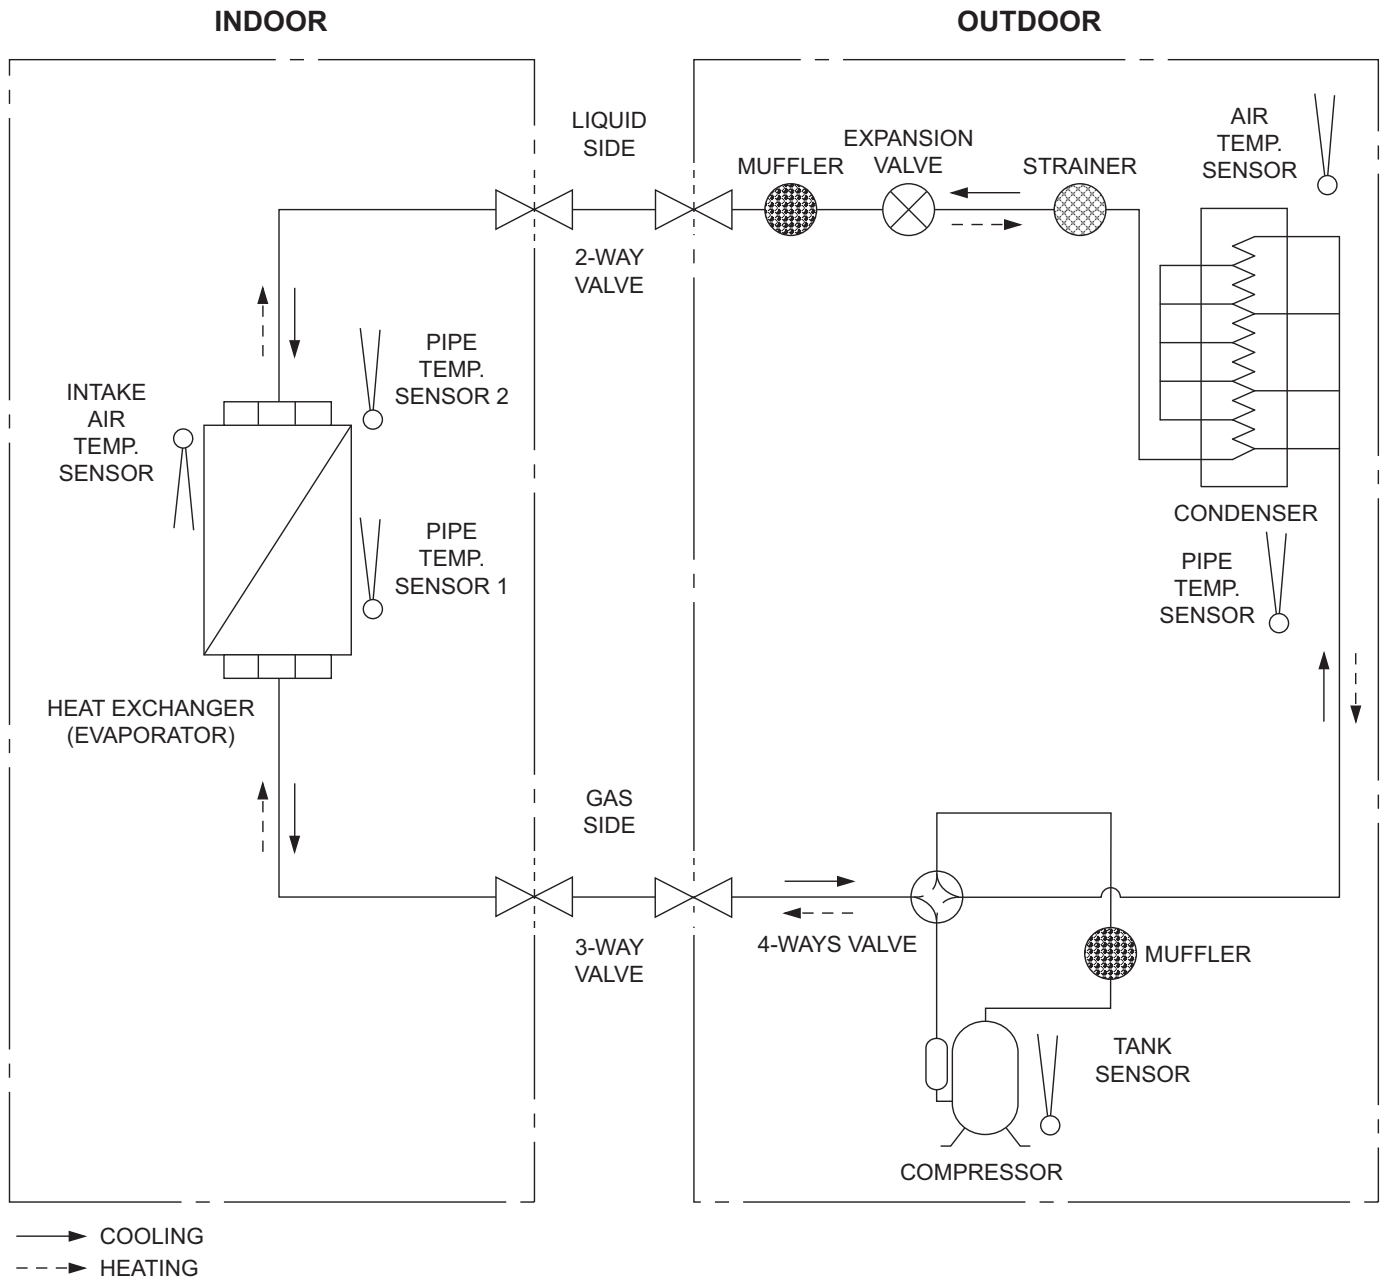 INDOOR
OUTDOOR
LIQUID
SIDE
2-WAY
VALVE
MUFFLER
EXPANSION
VALVE
STRAINER
AIR
TEMP.
SENSOR
PIPE
TEMP.
SENSOR 2
INTAKE
AIR
TEMP.
SENSOR
PIPE
TEMP.
SENSOR 1
HEAT EXCHANGER
(EVAPORATOR)
CONDENSER
PIPE
TEMP.
SENSOR
GAS
SIDE
3-WAY
VALVE
4-WAYS VALVE
MUFFLER
TANK
SENSOR
COMPRESSOR
COOLING
HEATING